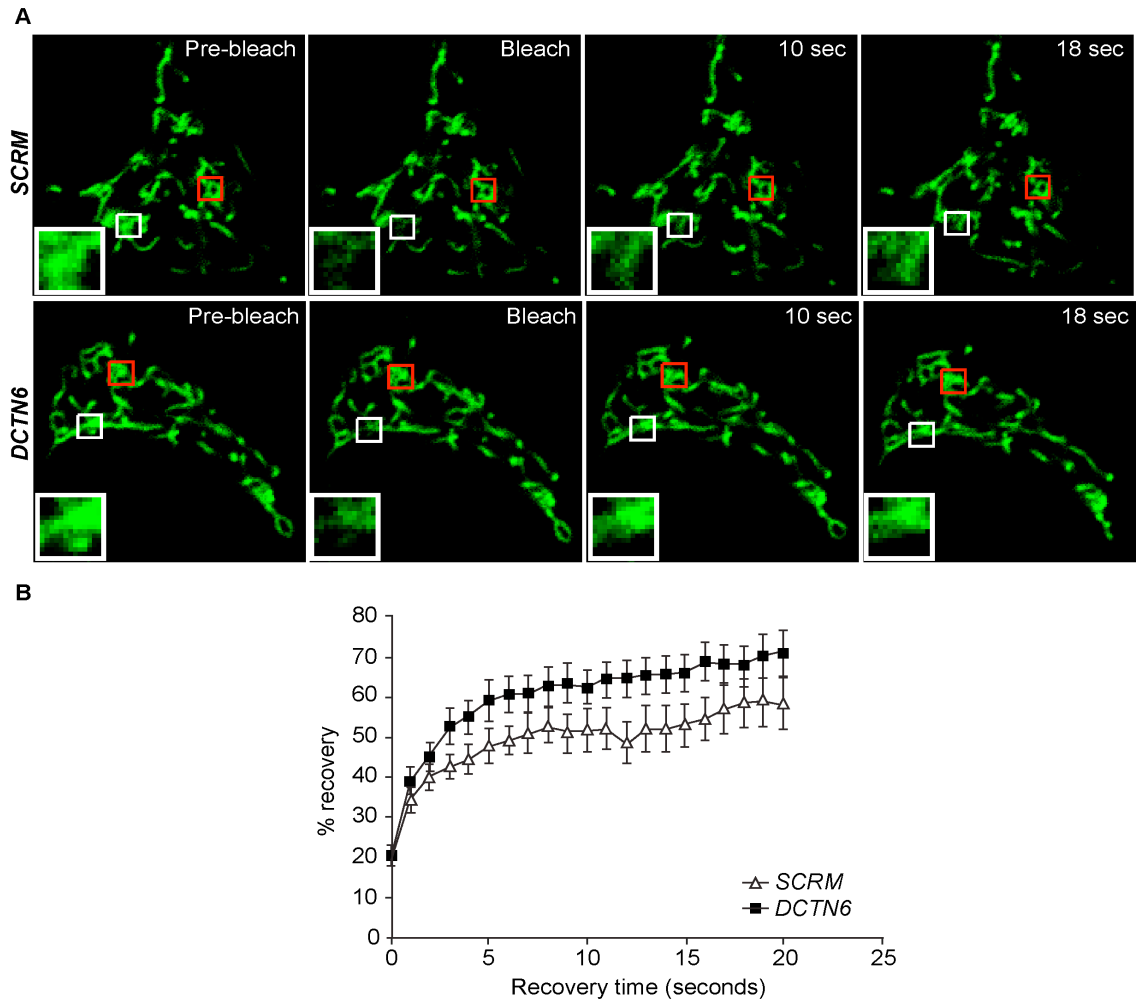 A
Pre-bleach Bleach 10 sec 18 sec
SCRM
Pre-bleach Bleach 10 sec 18 sec
DCTN6
B
80
70
60
50
40
30
20
10
0
% recovery
0 5 10 15 20 25
Recovery time (seconds)
SCRM
DCTN6